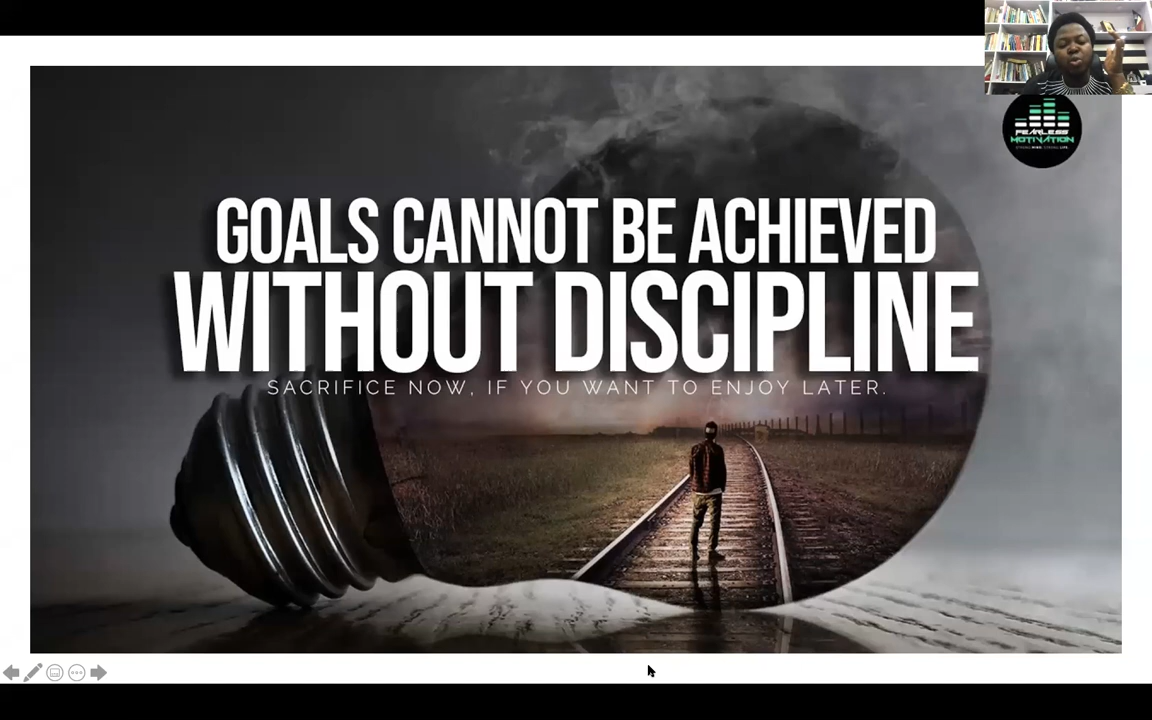 GOALS CANNOT BE ACHIEVED
WITHOUT DISCIPLINE
SACRIFICE NOW, IF YOU WANT TO ENJOY LATER.
FEARLESS
MOTIVATION